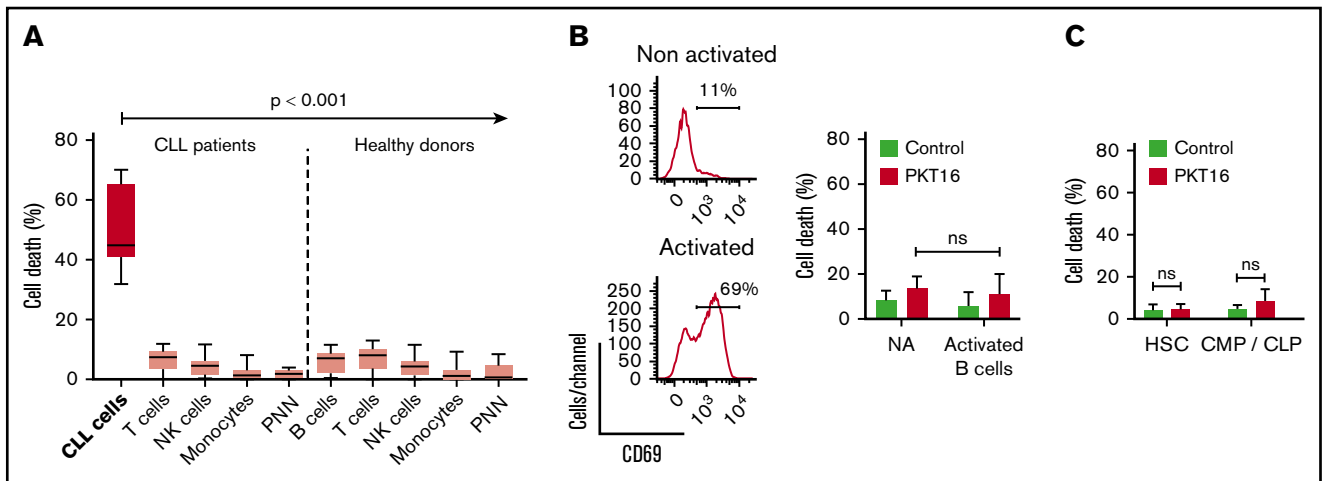 A
p < 0.001
CLL patients
Healthy donors
Cell death (%)
80
60
40
20
0
CLL cells
T cells
NK cells
Monocytes
PNN
B cells
T cells
NK cells
Monocytes
PNN
B
Non activated
100
80
60
40
20
0
11%
0
10³
10⁴
Activated
250
200
150
100
50
0
69%
0
10³
10⁴
Cells/channel
CD69
Cell death (%)
80
60
40
20
0
Control
PKT16
ns
NA
Activated
B cells
C
Cell death (%)
80
60
40
20
0
Control
PKT16
ns
ns
HSC
CMP / CLP